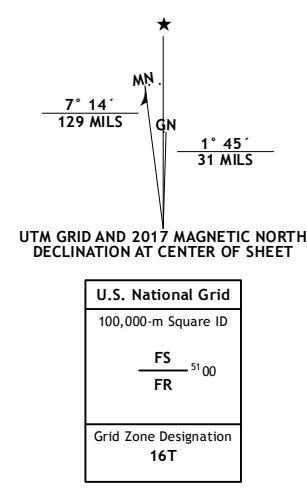 ★
MN
7° 14´
129 MILS
GN
1° 45´
31 MILS
UTM GRID AND 2017 MAGNETIC NORTH
DECLINATION AT CENTER OF SHEET
U.S. National Grid
100,000-m Square ID
FS
51 00
FR
Grid Zone Designation
16T